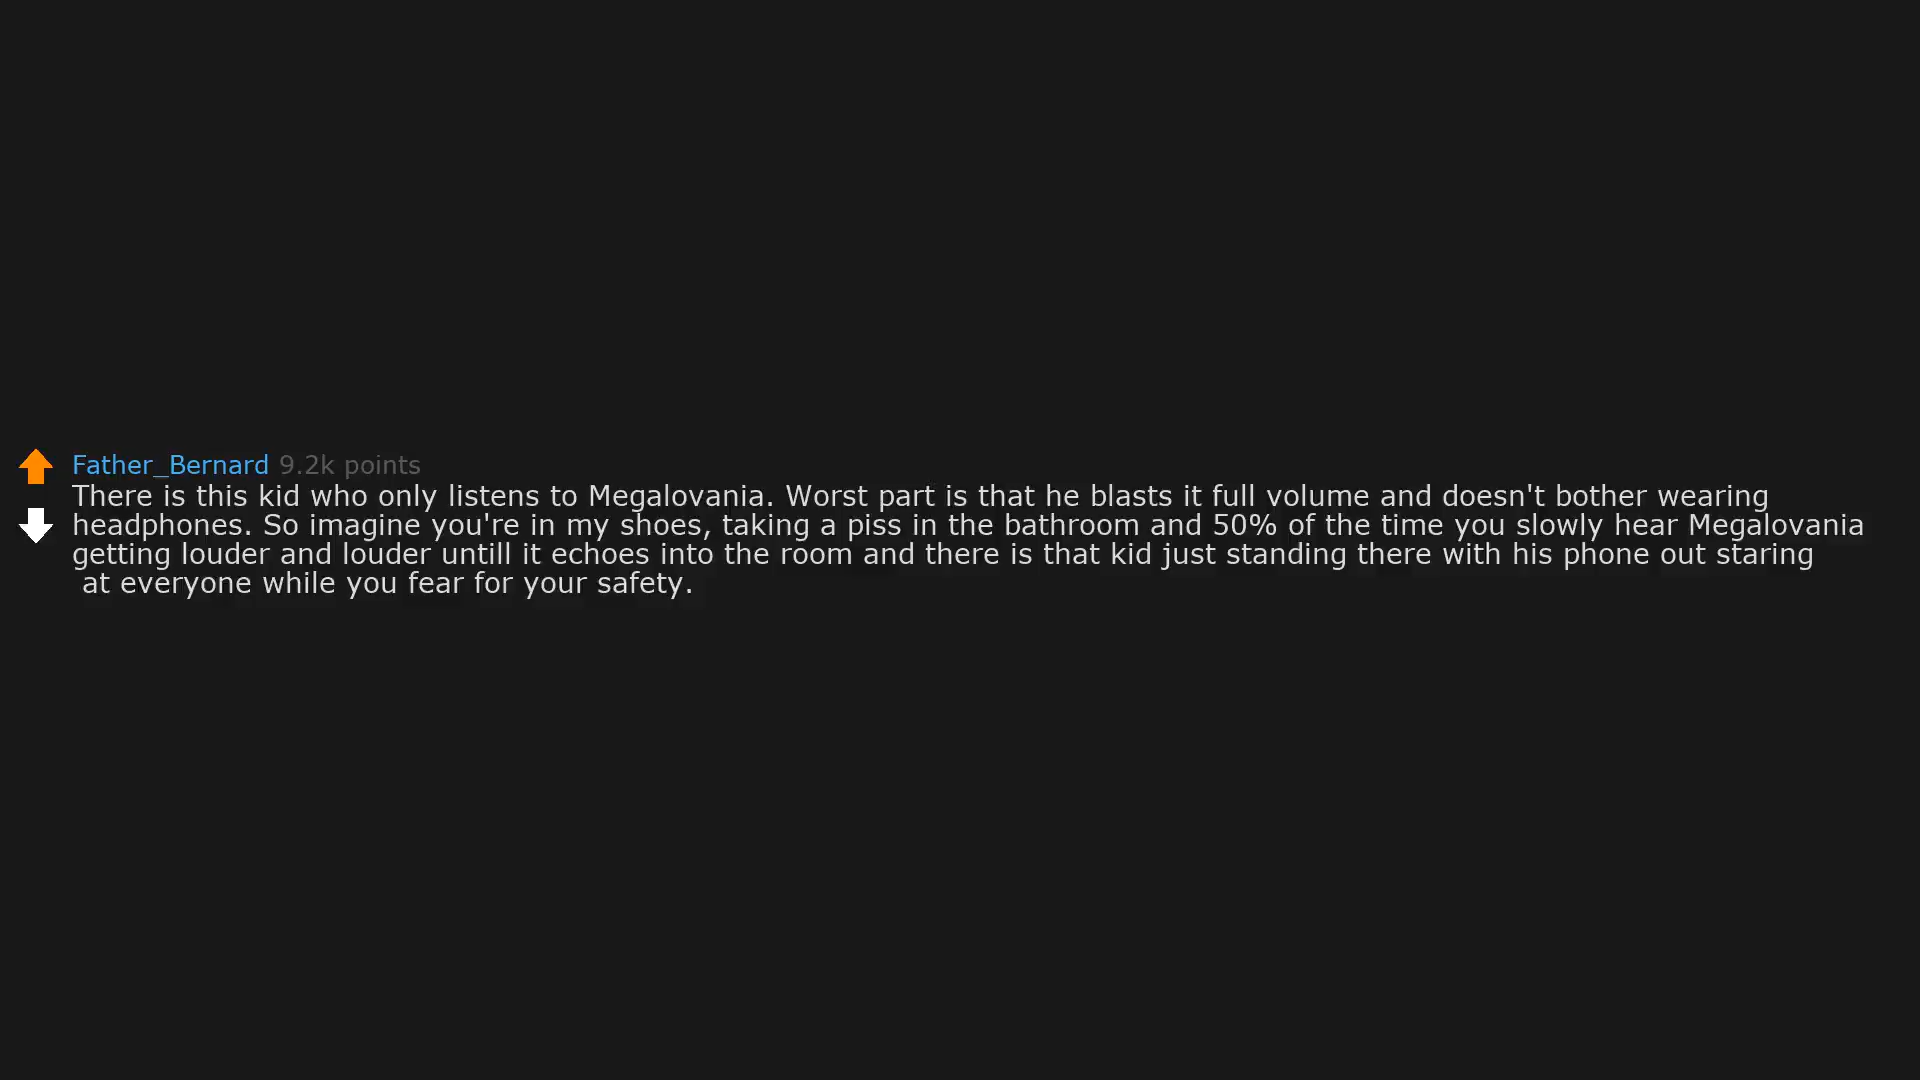 Father_Bernard 9.2k points
There is this kid who only listens to Megalovania. Worst part is that he blasts it full volume and doesn't bother wearing
headphones. So imagine you're in my shoes, taking a piss in the bathroom and 50% of the time you slowly hear Megalovania
getting louder and louder untill it echoes into the room and there is that kid just standing there with his phone out staring
at everyone while you fear for your safety.